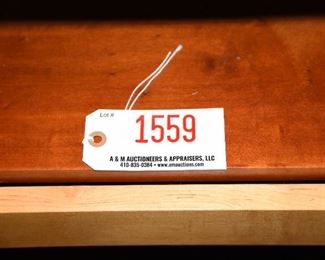 Lot #
1559
A & M AUCTIONEERS & APPRAISERS, LLC
410-835-0384 • www.amauctions.com